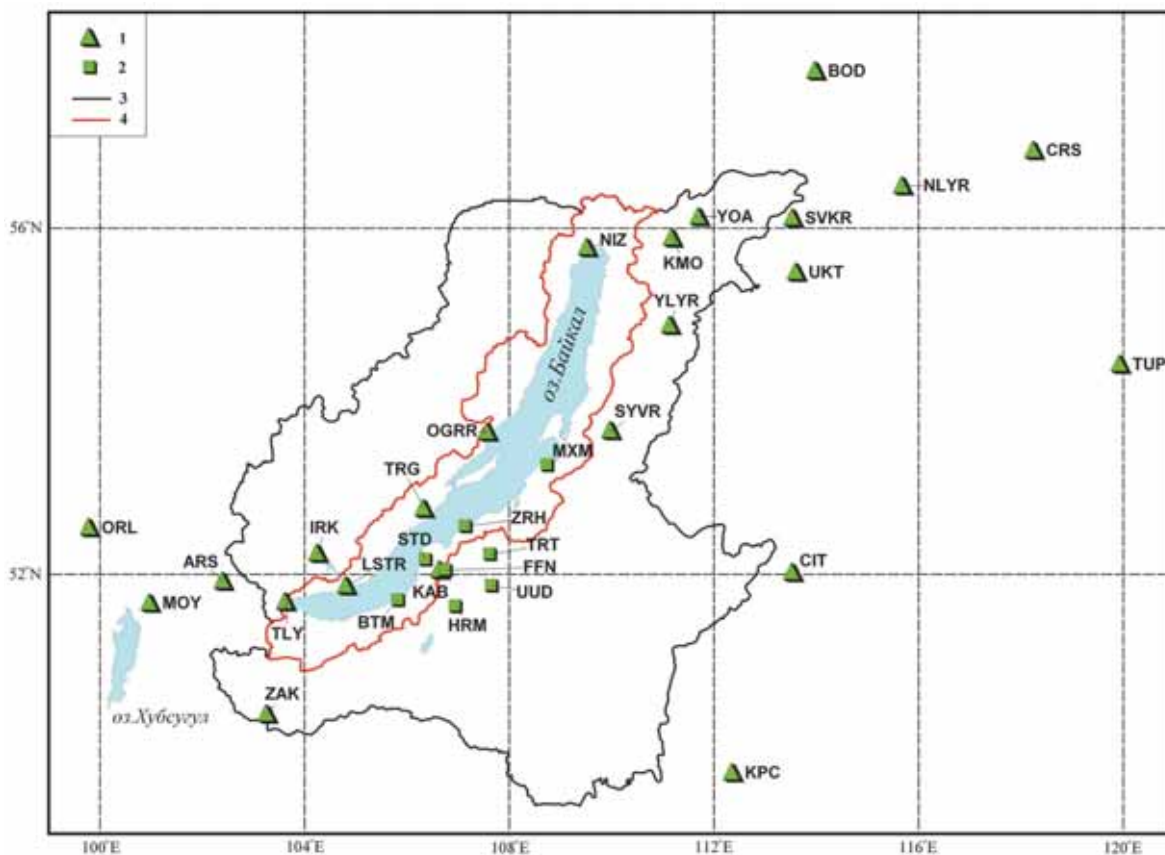 1
2
3
4
BOD
CRS
NLYR
56°N
YOA
SVKR
NIZ
KMO
UKT
YLYR
оз.Байкал
TUP
SYVR
OGRR
MXM
TRG
ORL
IRK
ZRH
STD
TRT
ARS
LSTR
FFN
52°N
CIT
MOY
KAB
UUD
TLY
BTM
HRM
ZAK
оз.Хубсугул
KPC
100°E
104°E
108°E
112°E
116°E
120°E